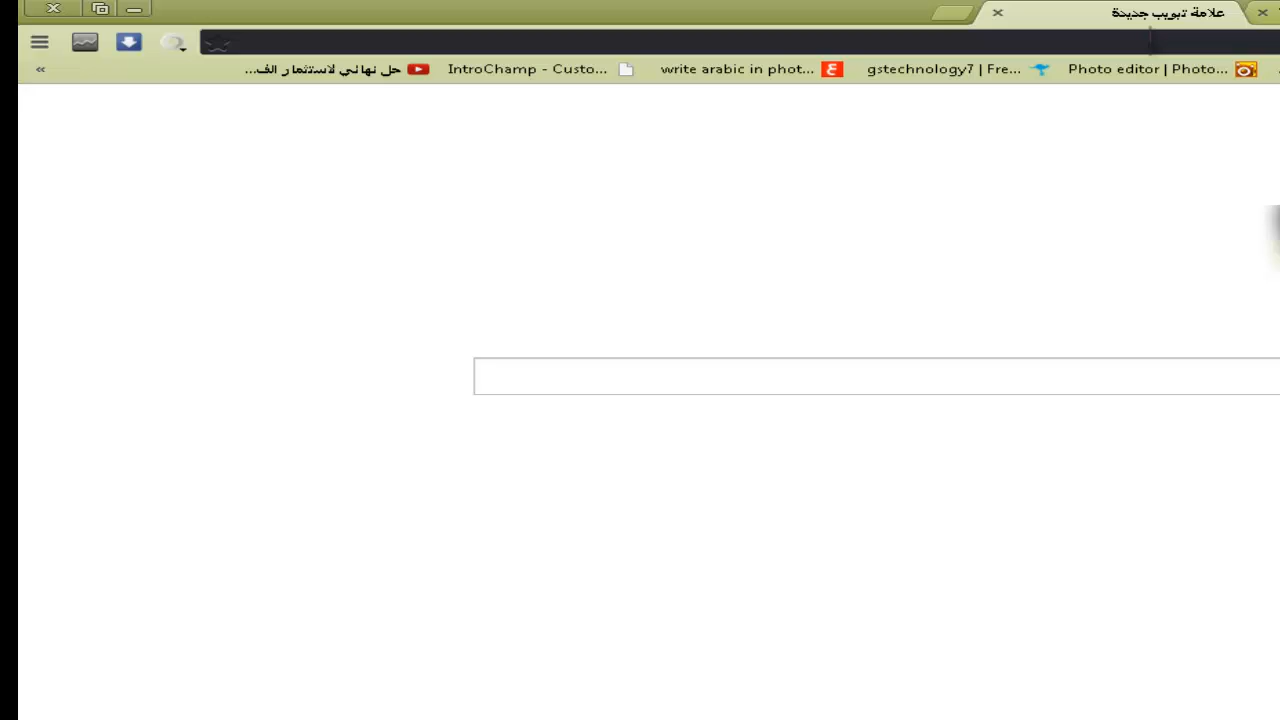 علامة تبويب جديدة
Photo editor | Photo...
gstechnology7 | Fre...
write arabic in phot...
IntroChamp - Custo...
حل نهائي لاستثمار الف...